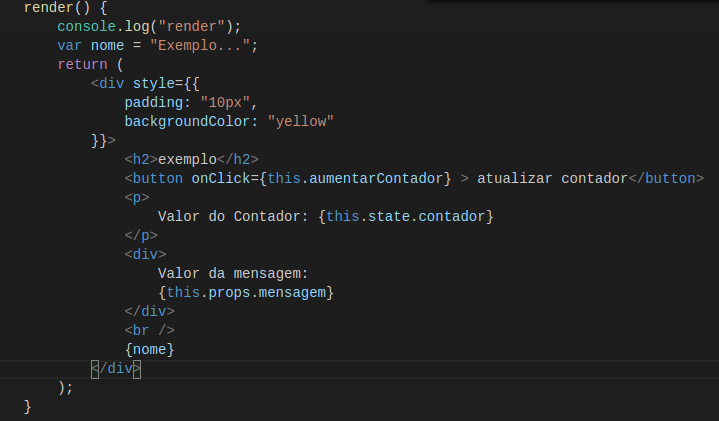 render() {
    console.log("render");
    var nome = "Exemplo...";
    return (
        <div style={{
            padding: "10px",
            backgroundColor: "yellow"
        }}>
            <h2>exemplo</h2>
            <button onClick={this.aumentarContador} > atualizar contador</button>
            <p>
                Valor do Contador: {this.state.contador}
            </p>
            <div>
                Valor da mensagem:
                {this.props.mensagem}
            </div>
            <br />
            {nome}
        </div>
    );
}